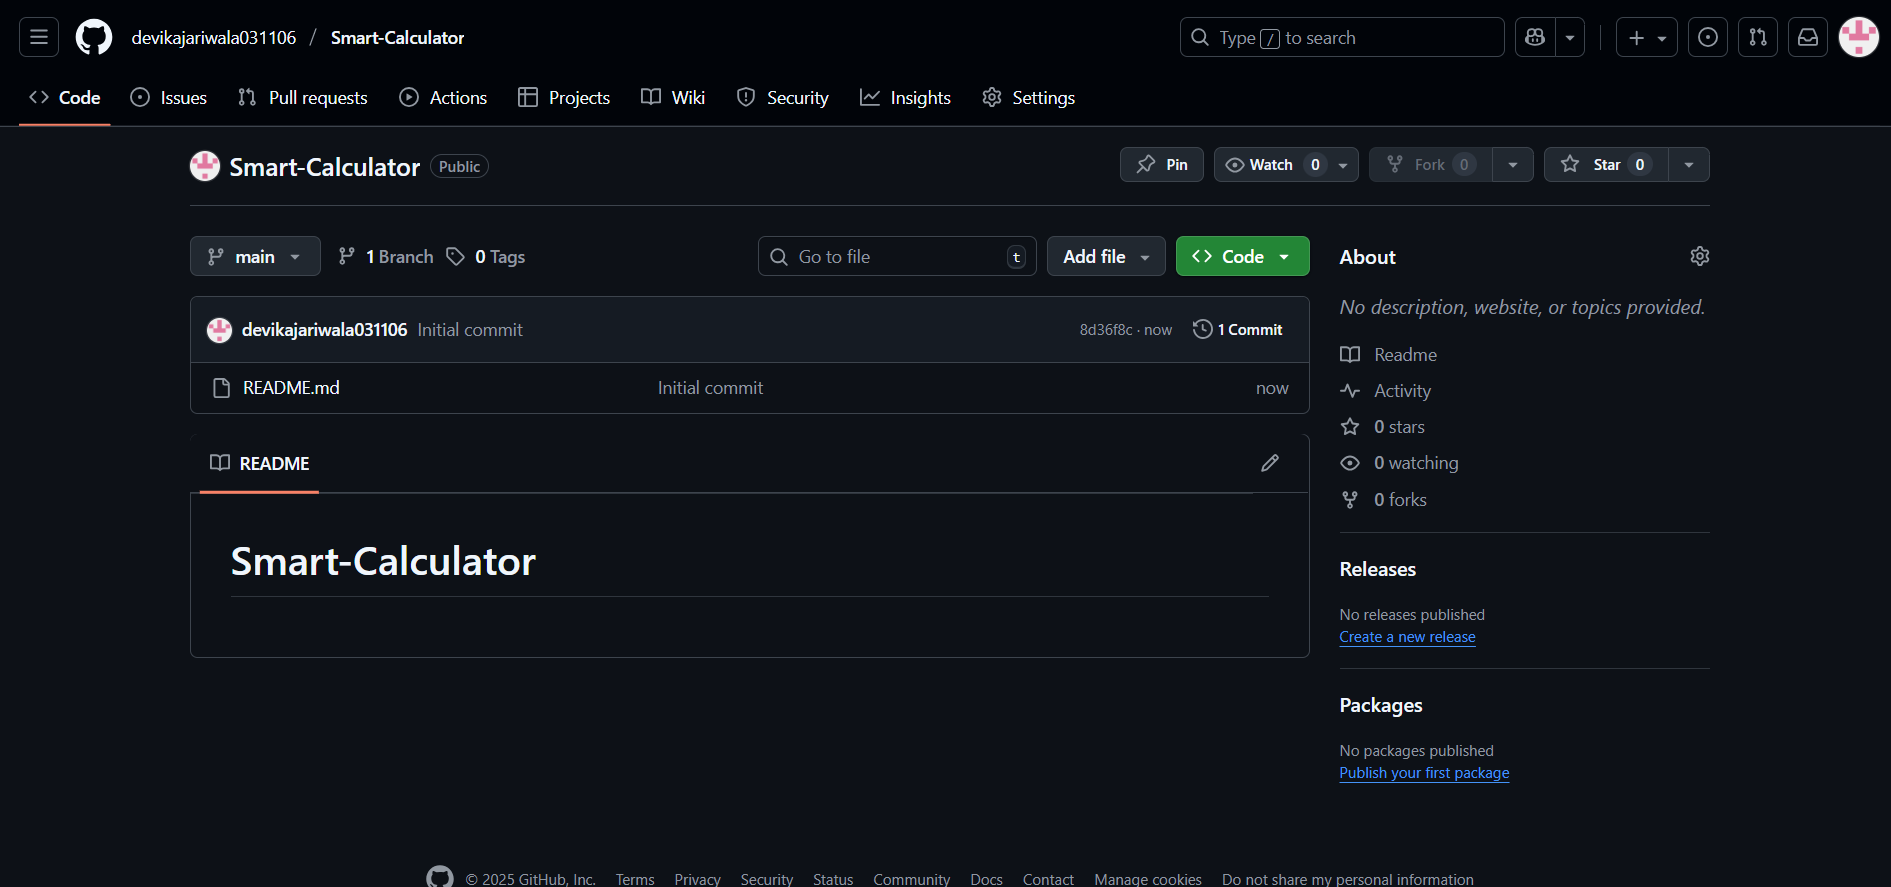 devikajariwala031106 / Smart-Calculator
Type / to search
Code Issues Pull requests Actions Projects Wiki Security Insights Settings
Smart-Calculator Public
Pin Watch 0 Fork 0 Star 0
main 1 Branch 0 Tags
Go to file t Add file Code
devikajariwala031106 Initial commit 8d36f8c · now 1 Commit
README.md Initial commit now
README
Smart-Calculator
About
No description, website, or topics provided.
Readme
Activity
0 stars
0 watching
0 forks
Releases
No releases published
Create a new release
Packages
No packages published
Publish your first package
© 2025 GitHub, Inc. Terms Privacy Security Status Community Docs Contact Manage cookies Do not share my personal information